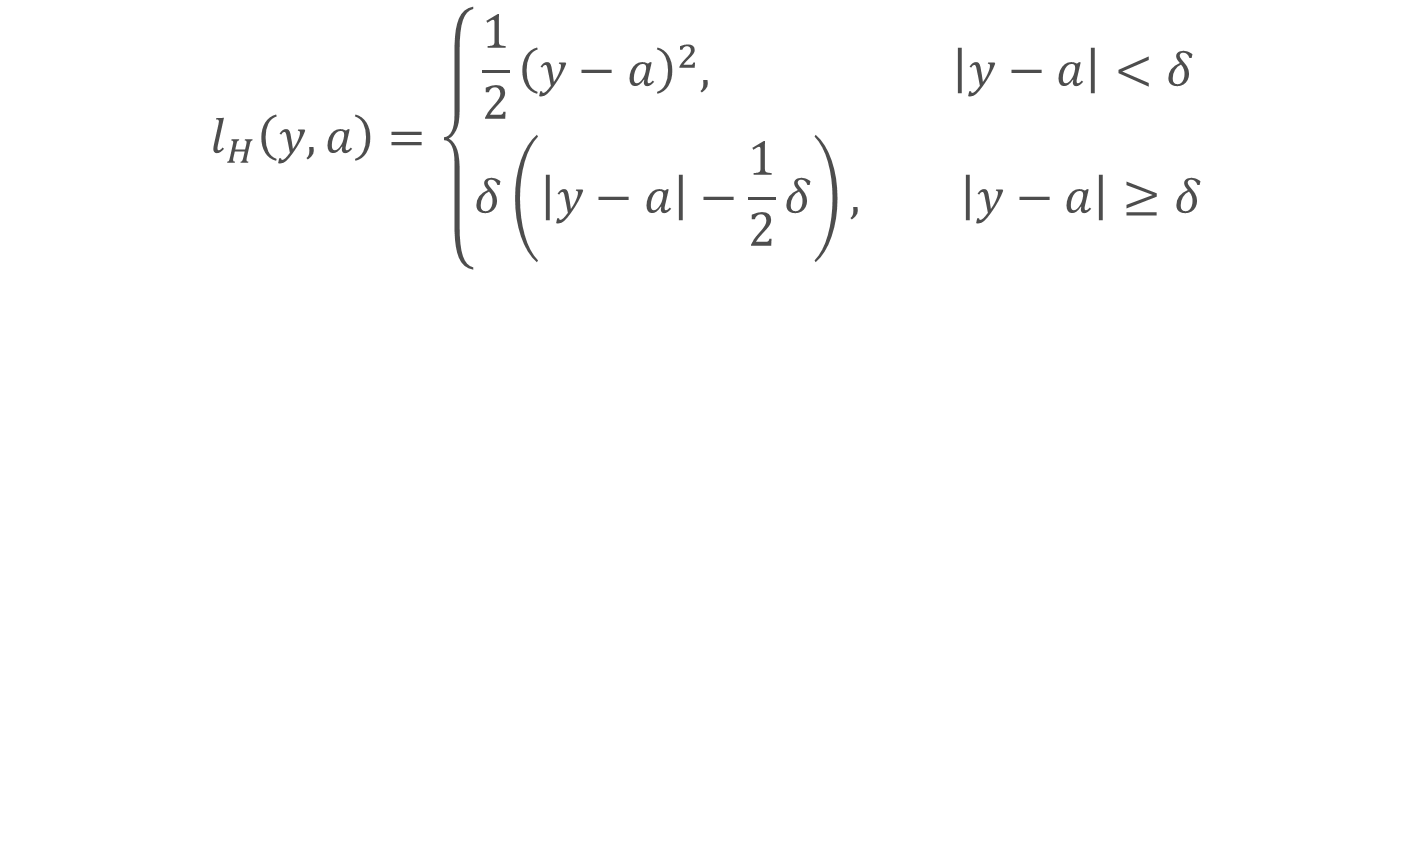 l_H(y, a) = { 1/2 (y − a)², |y − a| < δ
δ(|y − a| − 1/2 δ), |y − a| ≥ δ